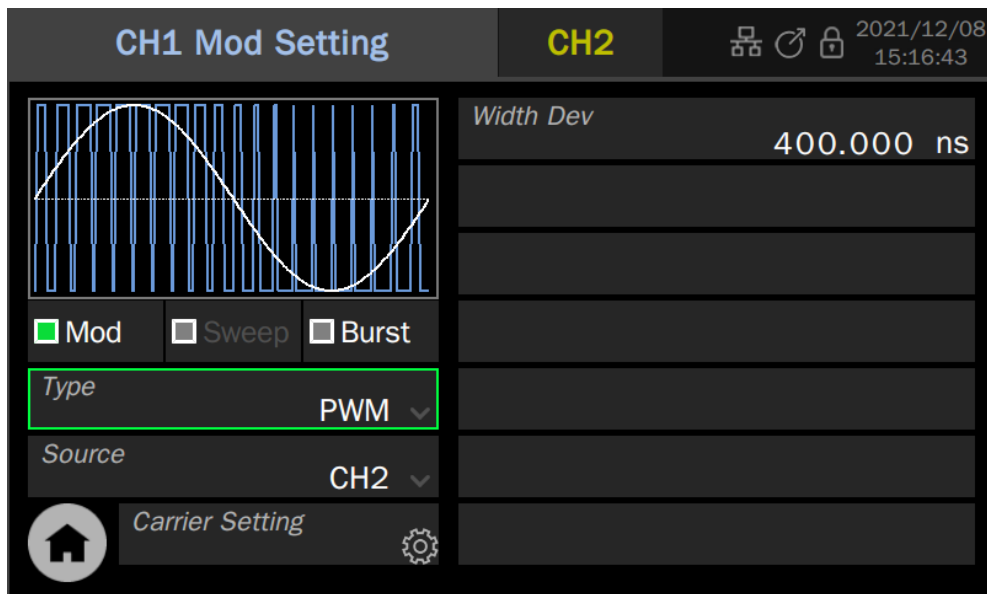 CH1 Mod Setting
CH2
2021/12/08
15:16:43
Width Dev
400.000 ns
Mod
Sweep
Burst
Type
PWM
Source
CH2
Carrier Setting